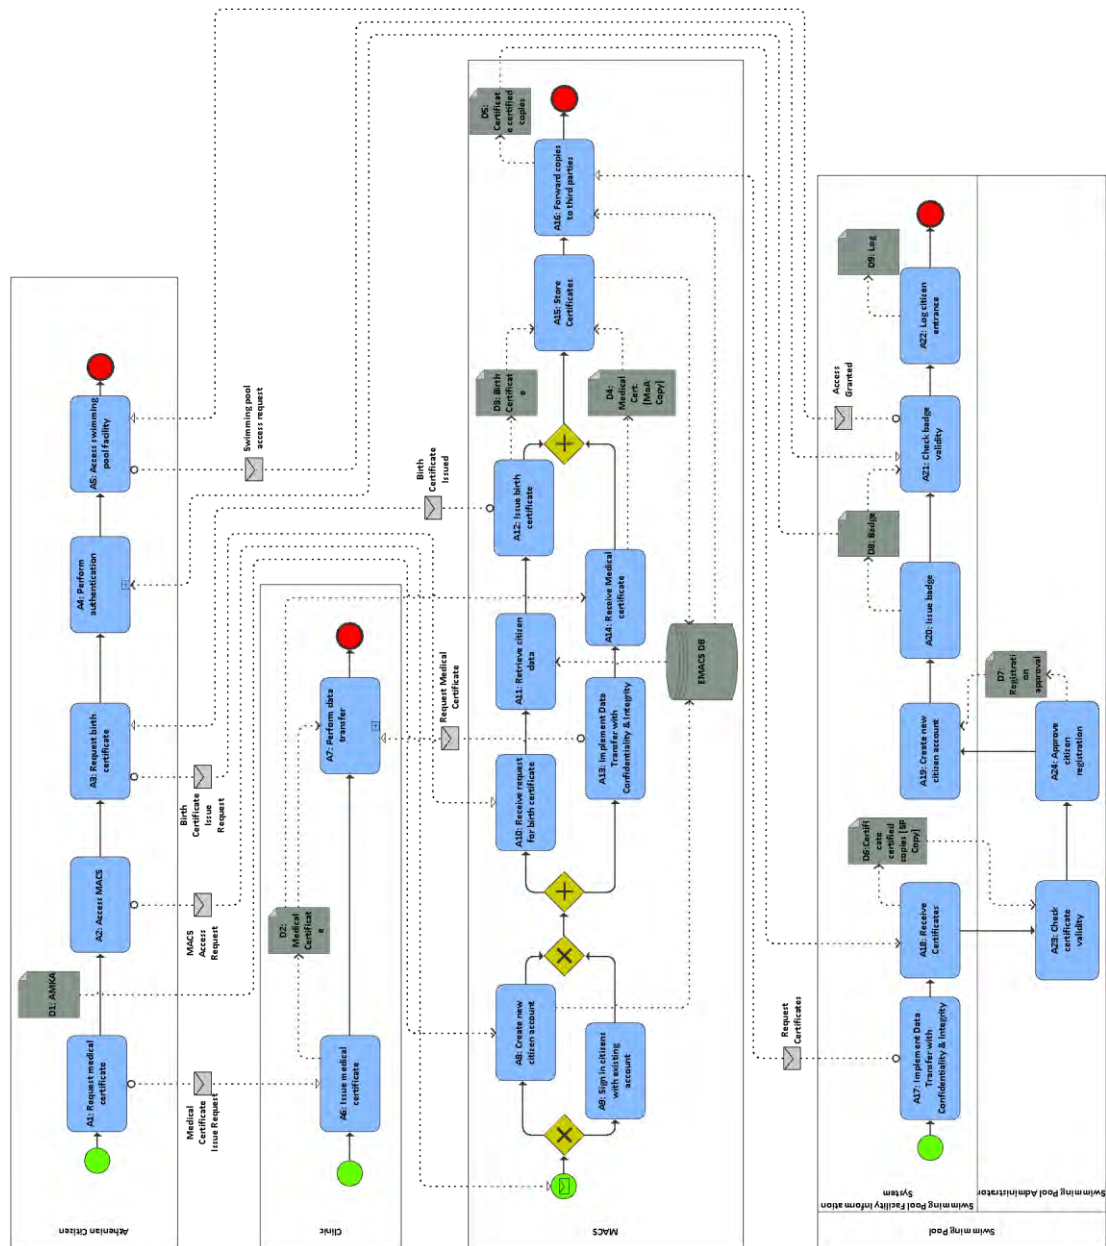 Athenian Citizen
A1: Request medical
certificate
D1: AMKA
A2: Access MACS
A3: Request birth
certificate
A4: Perform
authentication
A5: Access swimming
pool facility
Medical
Certificate
Issue Request
MACS
Access
Request
Birth
Certificate
Issue
Request
Swimming pool
access request
Clinic
A6: Issue medical
certificate
D2:
Medical
Certificat
e
A7: Perform data
transfer
Request Medical
Certificate
Birth
Certificate
Issued
MACS
A8: Create new
citizen account
A9: Sign in citizens
with existing
account
A10: Receive request
for birth certificate
A11: Retrieve citizen
data
A12: Issue birth
certificate
A13: Implement Data
Transfer with
Confidentiality & Integrity
A14: Receive Medical
certificate
EMACS DB
D3: Birth
Certificat
e
D4:
Medical
Cert.
[MoA
Copy]
A15: Store
Certificates
A16: Forward copies
to third parties
D5:
Certificat
e certified
copies
Request
Certificates
Access
Granted
Swimming Pool
Swimming Pool Facility Information
System
A17: Implement Data
Transfer with
Confidentiality & Integrity
A18: Receive
Certificates
D6:Certifi
cate
certified
copies [SP
Copy]
A19: Create new
citizen account
A20: Issue badge
D8: Badge
A21: Check badge
validity
A22: Log citizen
entrance
D9: Log
Swimming Pool Administrator
A23: Check
certificate
validity
A24: Approve
citizen
registration
D7:
Registrati
on
approval